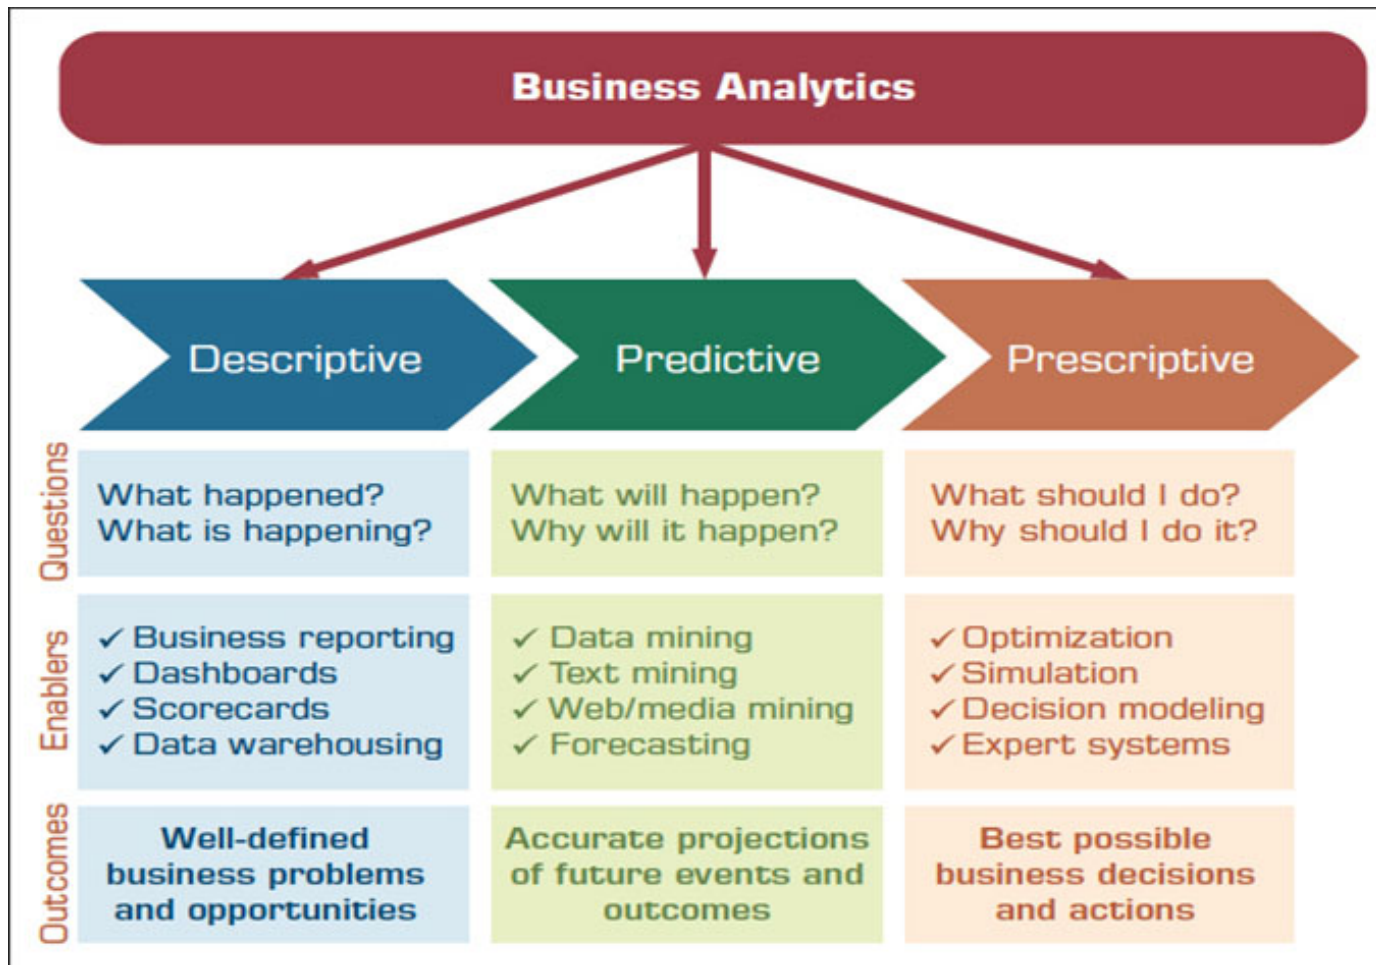 Business Analytics
Descriptive
Predictive
Prescriptive
Questions
What happened?
What is happening?
What will happen?
Why will it happen?
What should I do?
Why should I do it?
Enablers
✓ Business reporting
✓ Dashboards
✓ Scorecards
✓ Data warehousing
✓ Data mining
✓ Text mining
✓ Web/media mining
✓ Forecasting
✓ Optimization
✓ Simulation
✓ Decision modeling
✓ Expert systems
Outcomes
Well-defined
business problems
and opportunities
Accurate projections
of future events and
outcomes
Best possible
business decisions
and actions